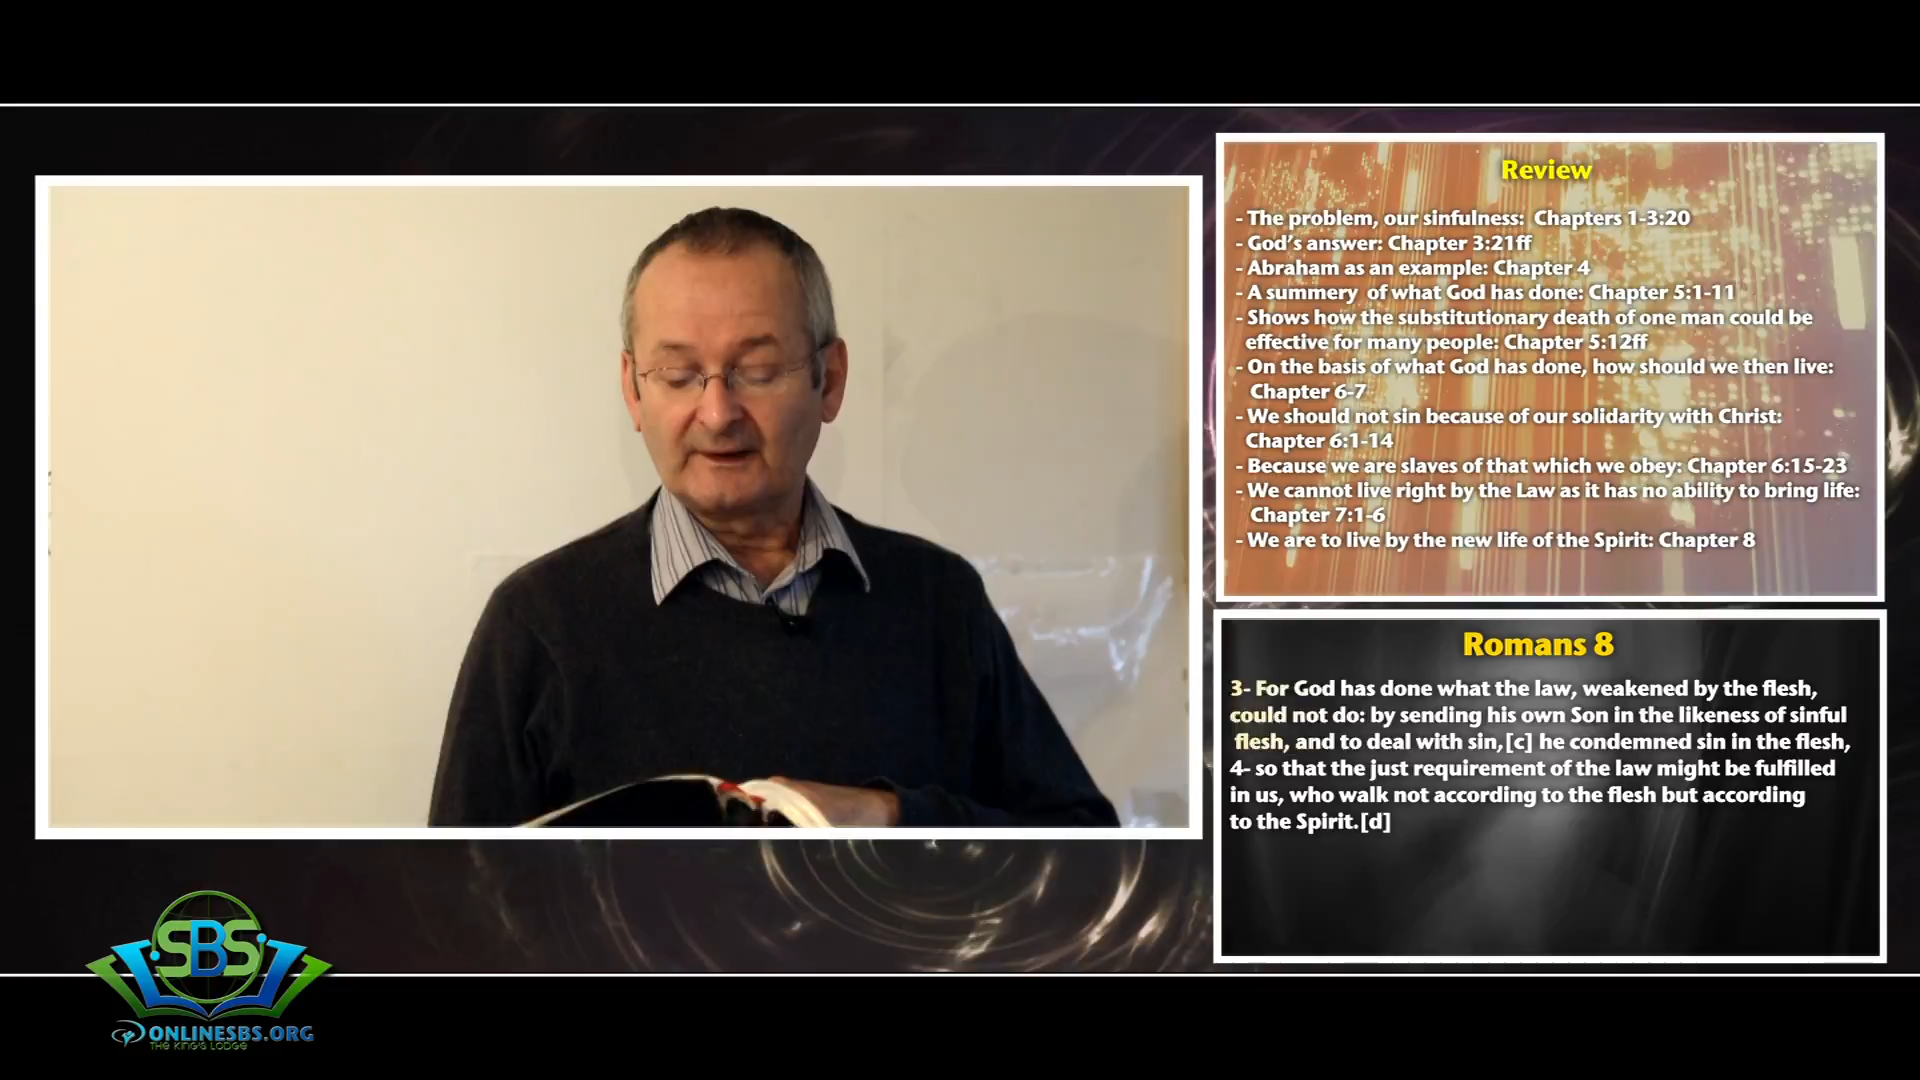 Review
- The problem, our sinfulness: Chapters 1-3:20
- God's answer: Chapter 3:21ff
- Abraham as an example: Chapter 4
- A summery of what God has done: Chapter 5:1-11
- Shows how the substitutionary death of one man could be
effective for many people: Chapter 5:12ff
- On the basis of what God has done, how should we then live:
Chapter 6-7
- We should not sin because of our solidarity with Christ:
Chapter 6:1-14
- Because we are slaves of that which we obey: Chapter 6:15-23
- We cannot live right by the Law as it has no ability to bring life:
Chapter 7:1-6
- We are to live by the new life of the Spirit: Chapter 8
Romans 8
3- For God has done what the law, weakened by the flesh,
could not do: by sending his own Son in the likeness of sinful
flesh, and to deal with sin,[c] he condemned sin in the flesh,
4- so that the just requirement of the law might be fulfilled
in us, who walk not according to the flesh but according
to the Spirit.[d]
SBS
ONLINESBS.ORG
THE KING'S LODGE